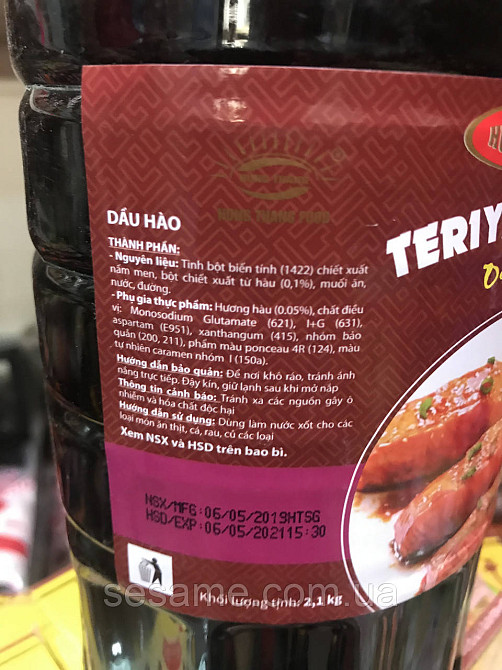 HƯNG THANH FOOD
DẦU HÀO
THÀNH PHẦN:
- Nguyên liệu: Tinh bột biến tính (1422) chiết xuất
nấm men, bột chiết xuất từ hàu (0,1%), muối ăn,
nước, đường.
- Phụ gia thực phẩm: Hương hàu (0.05%), chất điều
vị: Monosodium Glutamate (621), I+G (631),
aspartam (E951), xanthangum (415), nhóm bảo
quản (200, 211), phẩm màu ponceau 4R (124), màu
tự nhiên caramen nhóm I (150a).
Hướng dẫn bảo quản: Để nơi khô ráo, tránh ánh
nắng trực tiếp. Đậy kín, giữ lạnh sau khi mở nắp
Thông tin cảnh báo: Tránh xa các nguồn gây ô
nhiễm và hóa chất độc hại
Hướng dẫn sử dụng: Dùng làm nước xốt cho các
loại món ăn thịt, cá, rau, củ các loại
Xem NSX và HSD trên bao bì.
TERIY
NSX/MFG:06/05/2019HTSG
HSD/EXP:06/05/202115:30
Khối lượng tịnh: 2,1 kg
sesame.com.ua